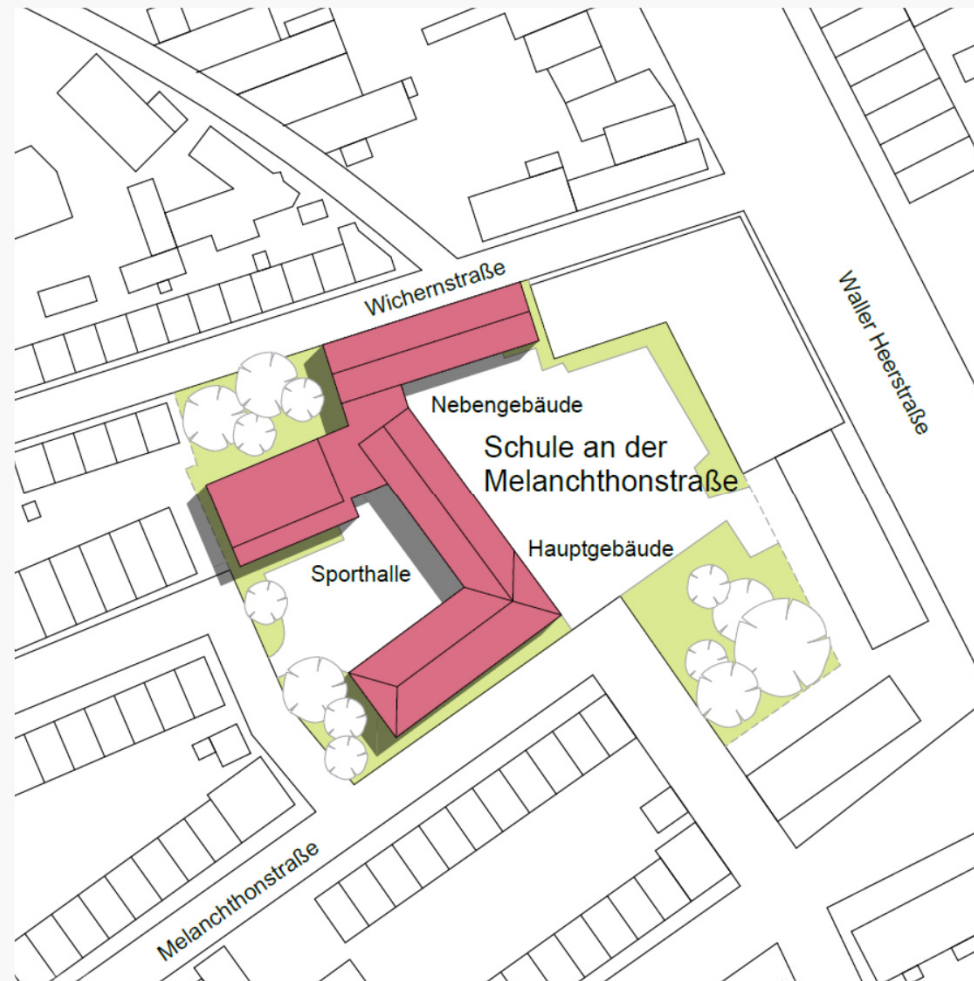 Wichernstraße
Waller Heerstraße
Nebengebäude
Schule an der
Melanchthonstraße
Hauptgebäude
Sporthalle
Melanchthonstraße